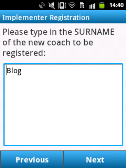 14:40
Implementer Registration
Please type in the SURNAME
of the new coach to be
registered:
Blog
Previous
Next